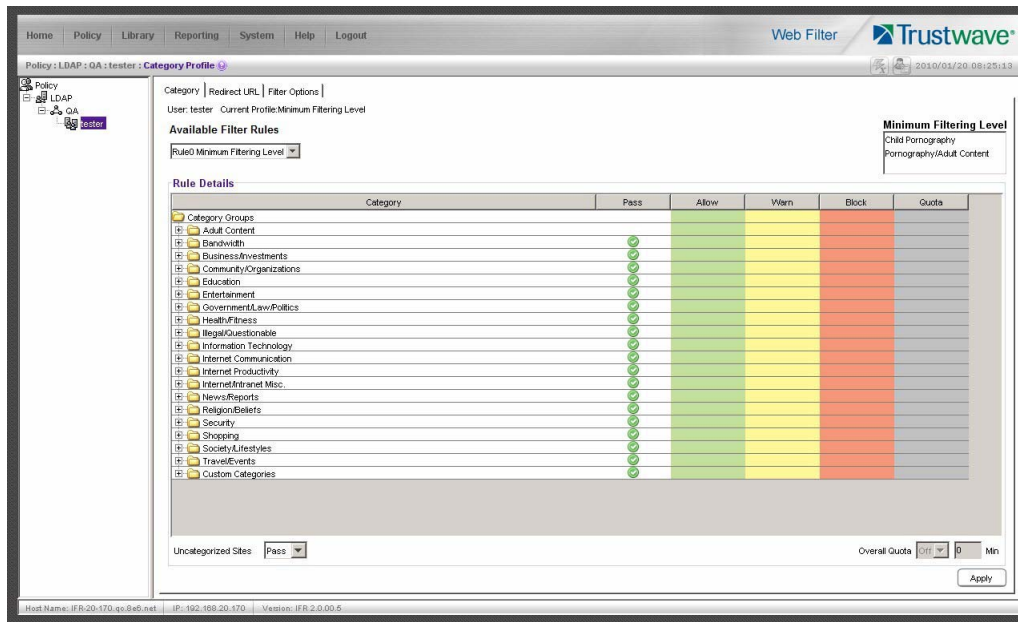 Home Policy Library Reporting System Help Logout
Web Filter
Trustwave®
Policy : LDAP : QA : tester : Category Profile
2010/01/20 08:25:13
Policy
LDAP
QA
tester
Category Redirect URL Filter Options
User: tester Current Profile:Minimum Filtering Level
Available Filter Rules
Minimum Filtering Level
Rule0 Minimum Filtering Level
Child Pornography
Pornography/Adult Content
Rule Details
Category Pass Allow Warn Block Quota
Category Groups
Adult Content
Bandwidth
Business/Investments
Community/Organizations
Education
Entertainment
Government/Law/Politics
Health/Fitness
Illegal/Questionable
Information Technology
Internet Communication
Internet Productivity
Internet/Intranet Misc.
News/Reports
Religion/Beliefs
Security
Shopping
Society/Lifestyles
Travel/Events
Custom Categories
Uncategorized Sites Pass
Overall Quota Off 0 Min
Apply
Host Name: IFR-20-170.qc.8e6.net IP: 192.168.20.170 Version: IFR 2.0.00.5